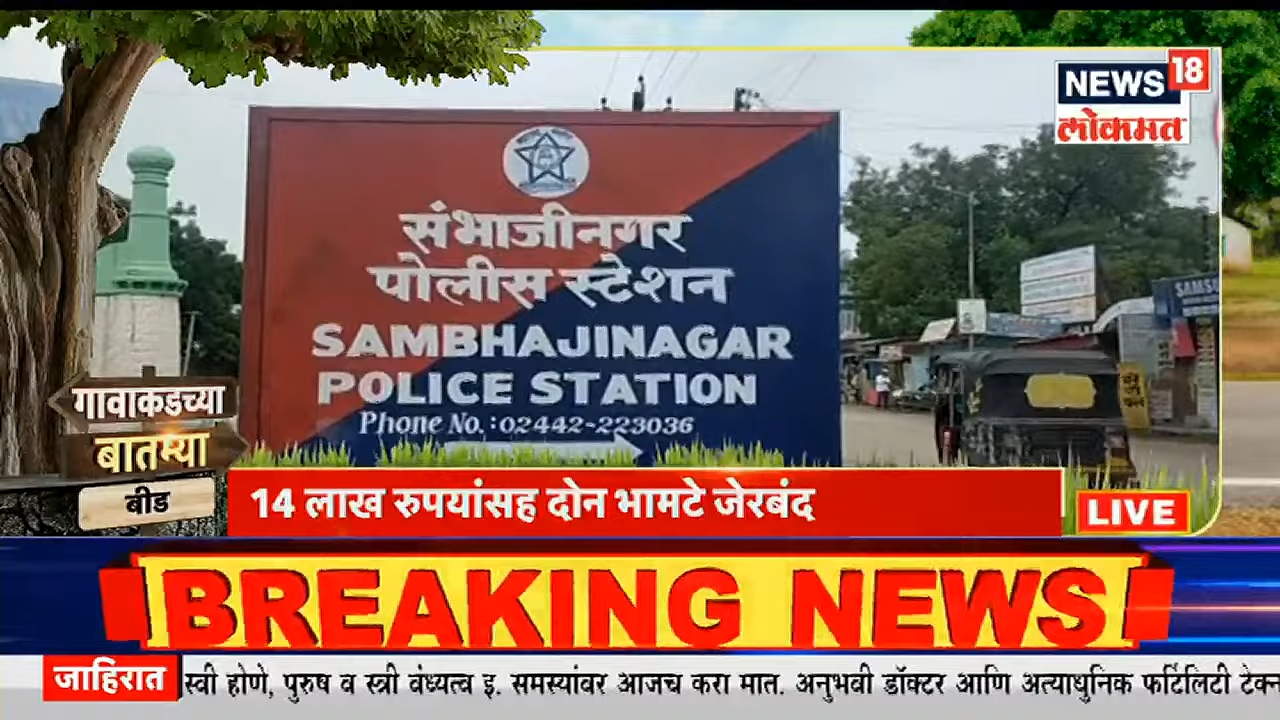 NEWS 18
लोकमत
संभाजीनगर
पोलीस स्टेशन
SAMBHAJINAGAR
POLICE STATION
Phone No. : 02442-223036
SAMS
गावाकडच्या
बातम्या
बीड
14 लाख रुपयांसह दोन भामटे जेरबंद
LIVE
BREAKING NEWS
जाहिरात
स्वी होणे, पुरुष व स्त्री वंध्यत्व इ. समस्यांवर आजच करा मात. अनुभवी डॉक्टर आणि अत्याधुनिक फर्टिलिटी टेक्न